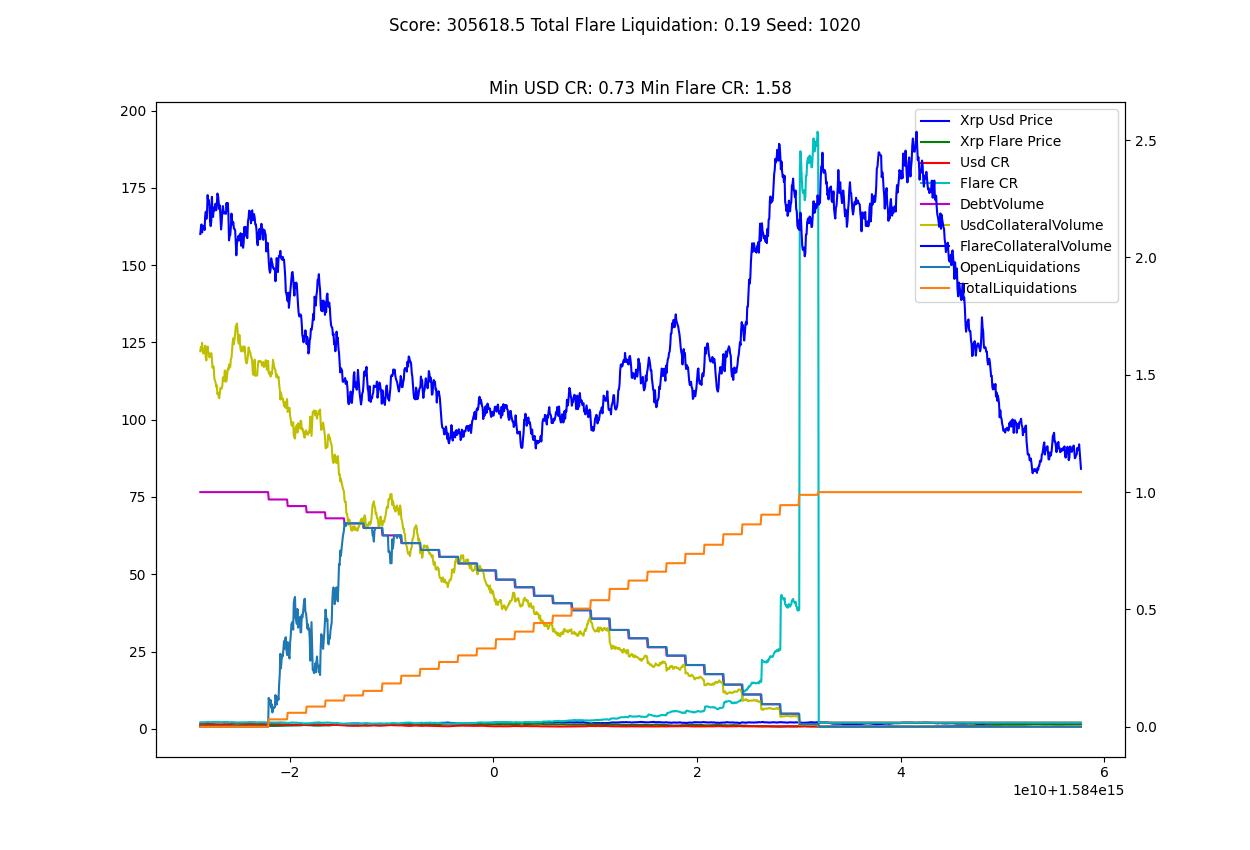 Score: 305618.5 Total Flare Liquidation: 0.19 Seed: 1020
Min USD CR: 0.73 Min Flare CR: 1.58
200
175
150
125
100
75
50
25
0
Xrp Usd Price
Xrp Flare Price
Usd CR
Flare CR
DebtVolume
UsdCollateralVolume
FlareCollateralVolume
OpenLiquidations
TotalLiquidations
2.5
2.0
1.5
1.0
0.5
0.0
−2
0
2
4
6
1e10+1.584e15